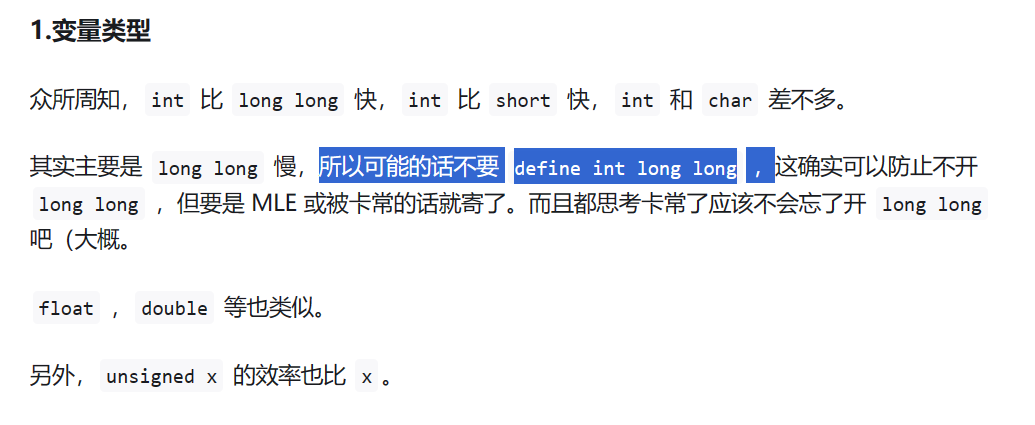 1.变量类型
众所周知， int 比 long long 快， int 比 short 快， int 和 char 差不多。
其实主要是 long long 慢，所以可能的话不要 define int long long ，这确实可以防止不开
long long ，但要是 MLE 或被卡常的话就寄了。而且都思考卡常了应该不会忘了开 long long
吧（大概。
float ， double 等也类似。
另外， unsigned x 的效率也比 x 。